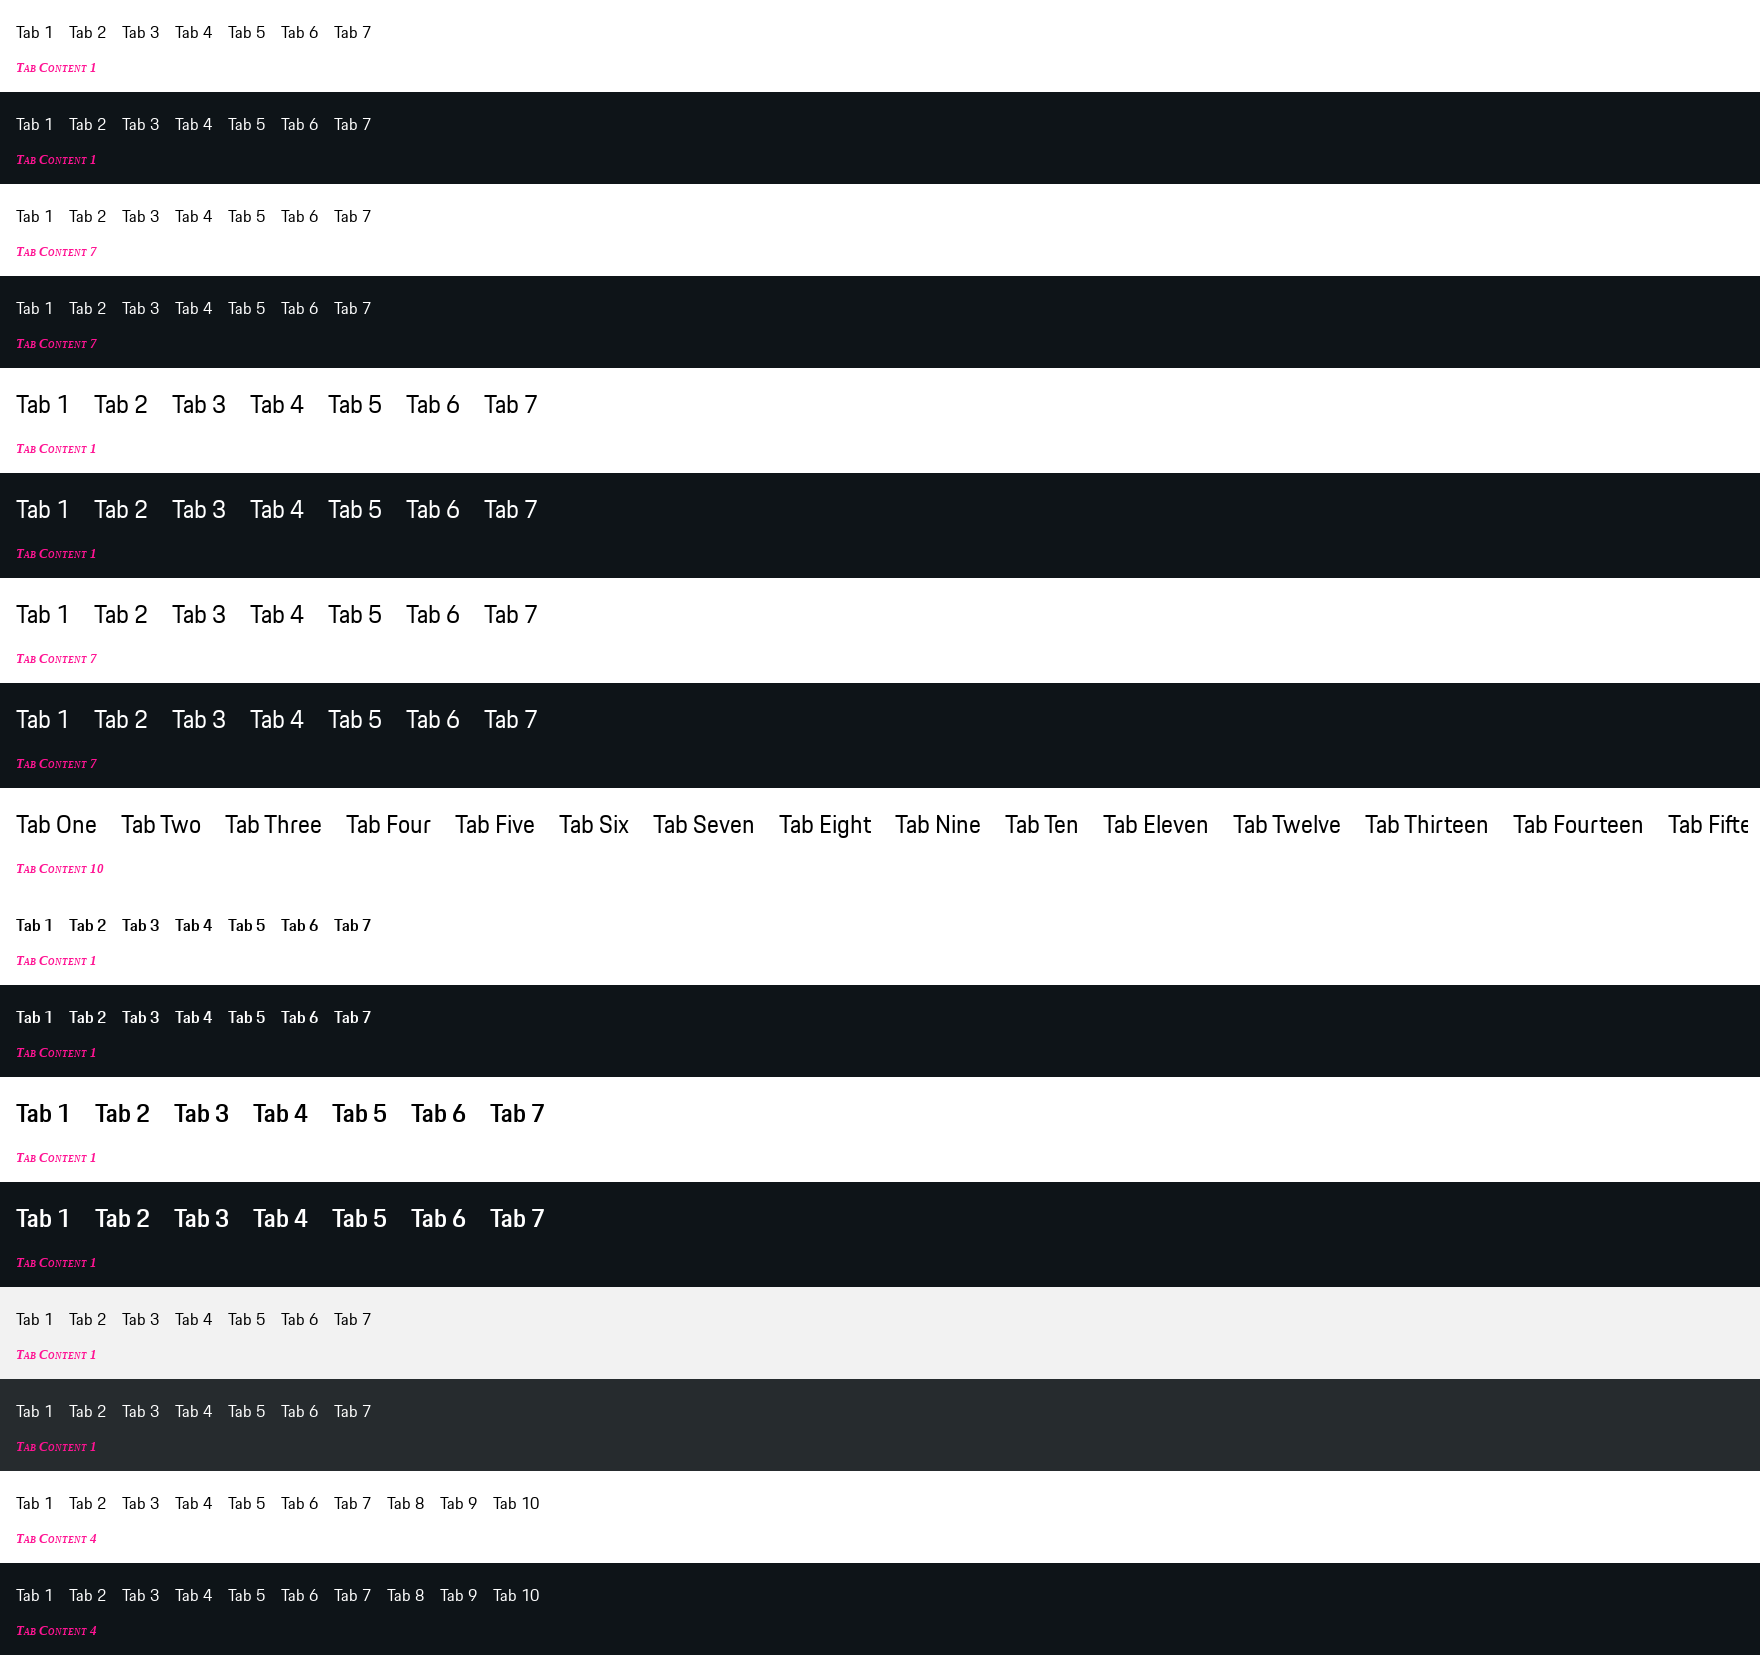 Tab 1 Tab 2 Tab 3 Tab 4 Tab 5 Tab 6 Tab 7
Tab Content 1
Tab 1 Tab 2 Tab 3 Tab 4 Tab 5 Tab 6 Tab 7
Tab Content 1
Tab 1 Tab 2 Tab 3 Tab 4 Tab 5 Tab 6 Tab 7
Tab Content 7
Tab 1 Tab 2 Tab 3 Tab 4 Tab 5 Tab 6 Tab 7
Tab Content 7
Tab 1 Tab 2 Tab 3 Tab 4 Tab 5 Tab 6 Tab 7
Tab Content 1
Tab 1 Tab 2 Tab 3 Tab 4 Tab 5 Tab 6 Tab 7
Tab Content 1
Tab 1 Tab 2 Tab 3 Tab 4 Tab 5 Tab 6 Tab 7
Tab Content 7
Tab 1 Tab 2 Tab 3 Tab 4 Tab 5 Tab 6 Tab 7
Tab Content 7
Tab One Tab Two Tab Three Tab Four Tab Five Tab Six Tab Seven Tab Eight Tab Nine Tab Ten Tab Eleven Tab Twelve Tab Thirteen Tab Fourteen Tab Fifte
Tab Content 10
Tab 1 Tab 2 Tab 3 Tab 4 Tab 5 Tab 6 Tab 7
Tab Content 1
Tab 1 Tab 2 Tab 3 Tab 4 Tab 5 Tab 6 Tab 7
Tab Content 1
Tab 1 Tab 2 Tab 3 Tab 4 Tab 5 Tab 6 Tab 7
Tab Content 1
Tab 1 Tab 2 Tab 3 Tab 4 Tab 5 Tab 6 Tab 7
Tab Content 1
Tab 1 Tab 2 Tab 3 Tab 4 Tab 5 Tab 6 Tab 7
Tab Content 1
Tab 1 Tab 2 Tab 3 Tab 4 Tab 5 Tab 6 Tab 7
Tab Content 1
Tab 1 Tab 2 Tab 3 Tab 4 Tab 5 Tab 6 Tab 7 Tab 8 Tab 9 Tab 10
Tab Content 4
Tab 1 Tab 2 Tab 3 Tab 4 Tab 5 Tab 6 Tab 7 Tab 8 Tab 9 Tab 10
Tab Content 4